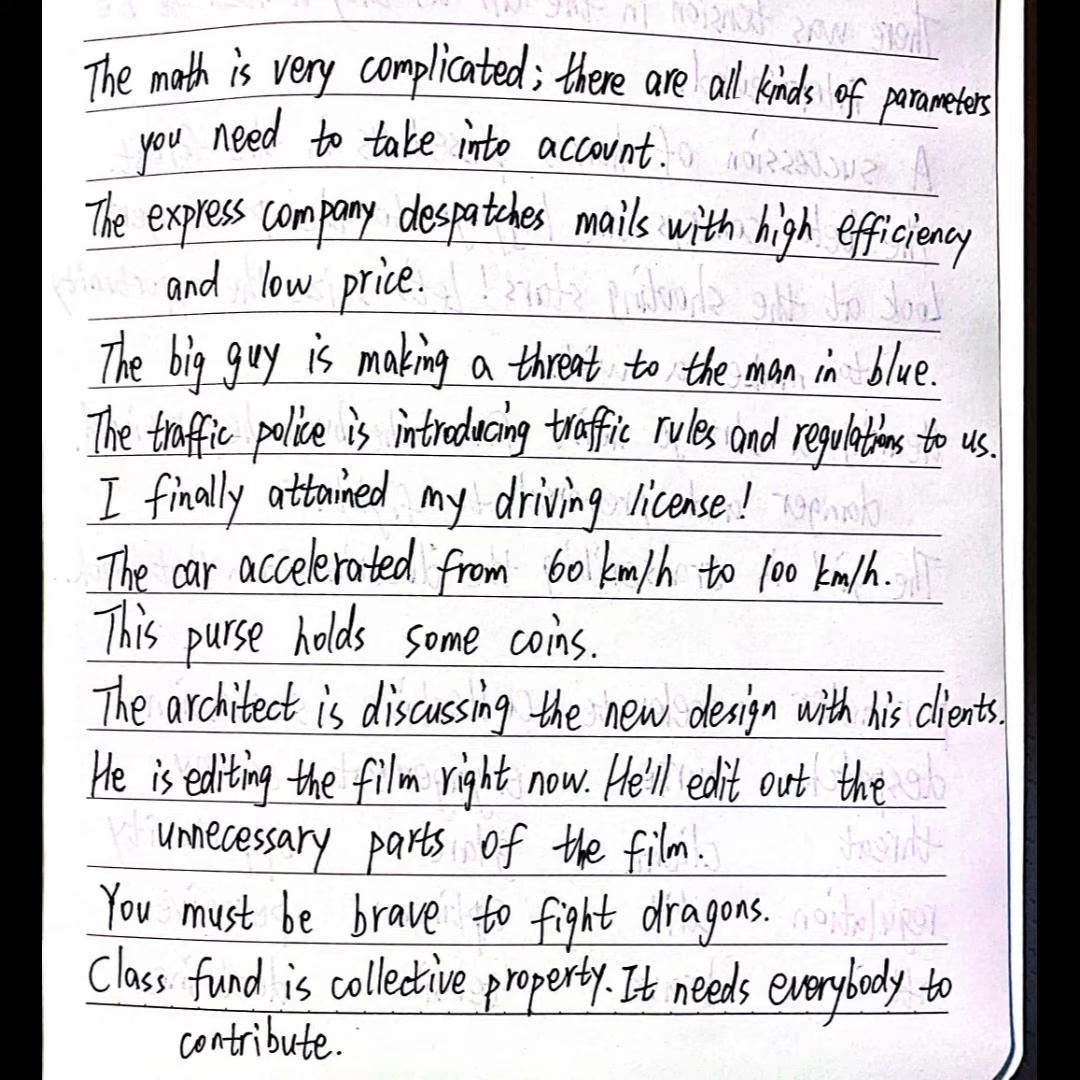 The math is very complicated; there are all kinds of parameters
you need to take into account.
The express company despatches mails with high efficiency
and low price.
The big guy is making a threat to the man in blue.
The traffic police is introducing traffic rules and regulations to us.
I finally attained my driving license!
The car accelerated from 60 km/h to 100 km/h.
This purse holds some coins.
The architect is discussing the new design with his clients.
He is editing the film right now. He'll edit out the
unnecessary parts of the film.
You must be brave to fight dragons.
Class fund is collective property. It needs everybody to
contribute.